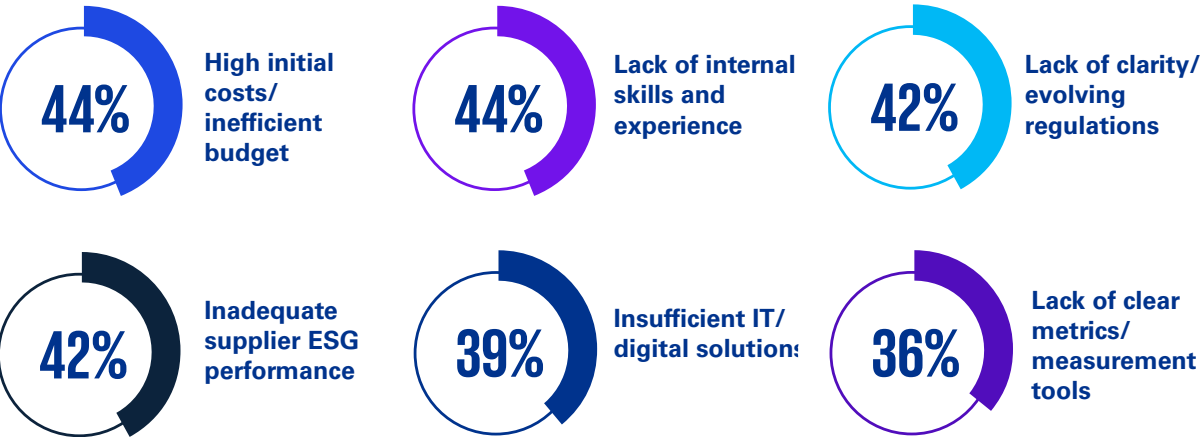 44%
High initial
costs/
inefficient
budget
44%
Lack of internal
skills and
experience
42%
Lack of clarity/
evolving
regulations
42%
Inadequate
supplier ESG
performance
39%
Insufficient IT/
digital solutions
36%
Lack of clear
metrics/
measurement
tools